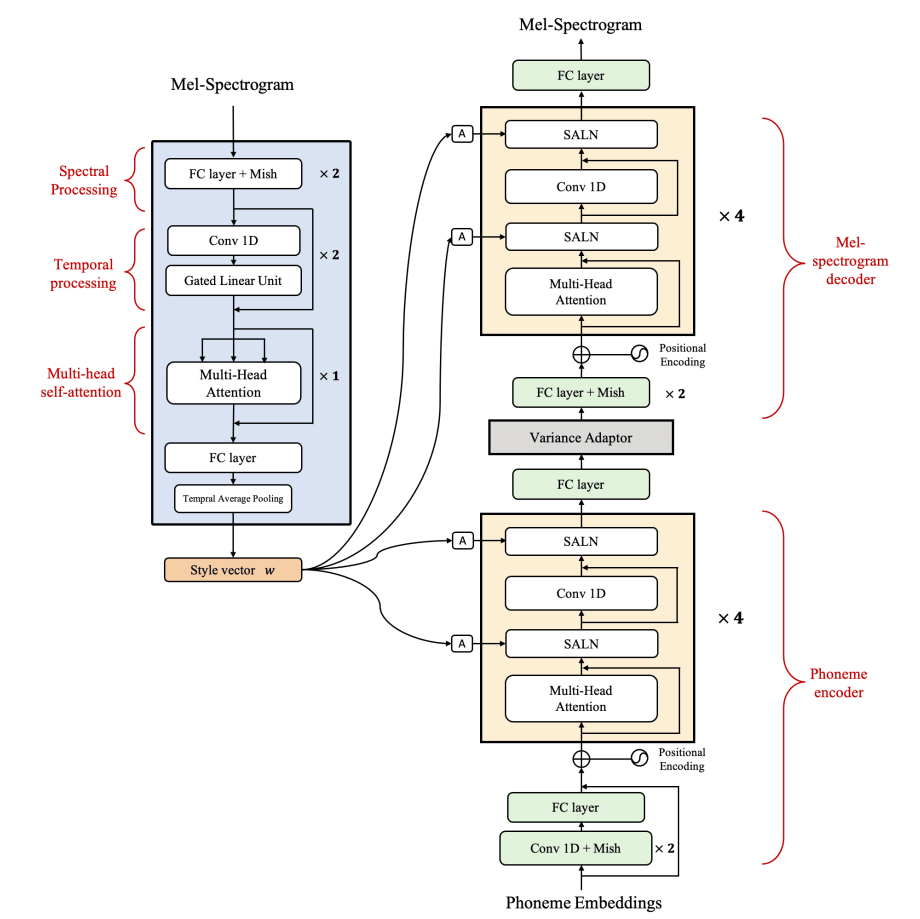 Mel-Spectrogram
Spectral
Processing
FC layer + Mish
× 2
Temporal
processing
Conv 1D
Gated Linear Unit
× 2
Multi-head
self-attention
Multi-Head
Attention
× 1
FC layer
Tempral Average Pooling
Style vector w
Mel-Spectrogram
FC layer
A
SALN
Conv 1D
A
SALN
Multi-Head
Attention
× 4
Mel-
spectrogram
decoder
Positional
Encoding
FC layer + Mish
× 2
Variance Adaptor
FC layer
A
SALN
Conv 1D
A
SALN
Multi-Head
Attention
× 4
Phoneme
encoder
Positional
Encoding
FC layer
Conv 1D + Mish
× 2
Phoneme Embeddings